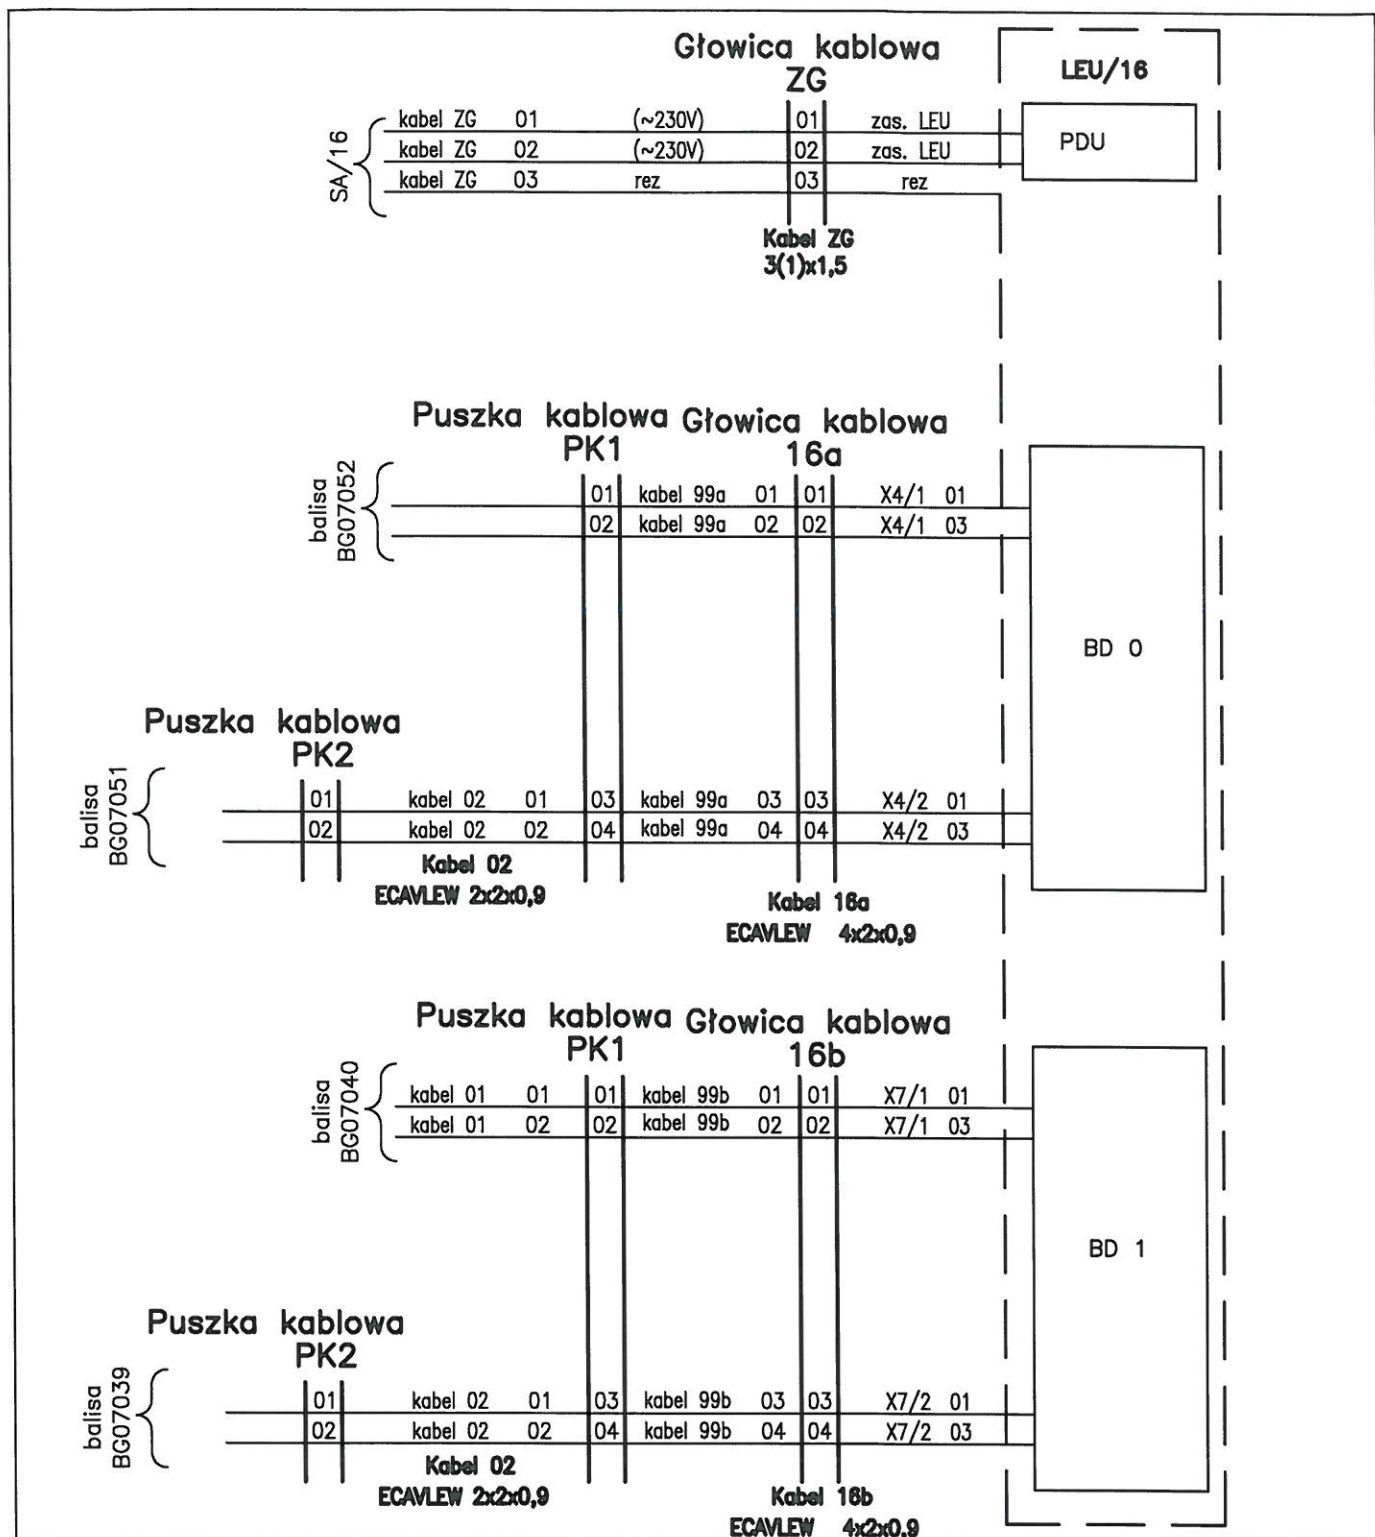 Głowica kablowa
ZG
LEU/16
SA/16
kabel ZG 01 (~230V) 01 zas. LEU
kabel ZG 02 (~230V) 02 zas. LEU
kabel ZG 03 rez 03 rez
PDU
Kabel ZG
3(1)x1,5
Puszka kablowa
PK1
Głowica kablowa
16a
balisa
BG07052
01 kabel 99a 01 01 X4/1 01
02 kabel 99a 02 02 X4/1 03
BD 0
Puszka kablowa
PK2
balisa
BG07051
01 kabel 02 01 03 kabel 99a 03 03 X4/2 01
02 kabel 02 02 04 kabel 99a 04 04 X4/2 03
Kabel 02
ECAVLEW 2x2x0,9
Kabel 16a
ECAVLEW 4x2x0,9
Puszka kablowa
PK1
Głowica kablowa
16b
balisa
BG07040
kabel 01 01 01 kabel 99b 01 01 X7/1 01
kabel 01 02 02 kabel 99b 02 02 X7/1 03
BD 1
Puszka kablowa
PK2
balisa
BG07039
01 kabel 02 01 03 kabel 99b 03 03 X7/2 01
02 kabel 02 02 04 kabel 99b 04 04 X7/2 03
Kabel 02
ECAVLEW 2x2x0,9
Kabel 16b
ECAVLEW 4x2x0,9